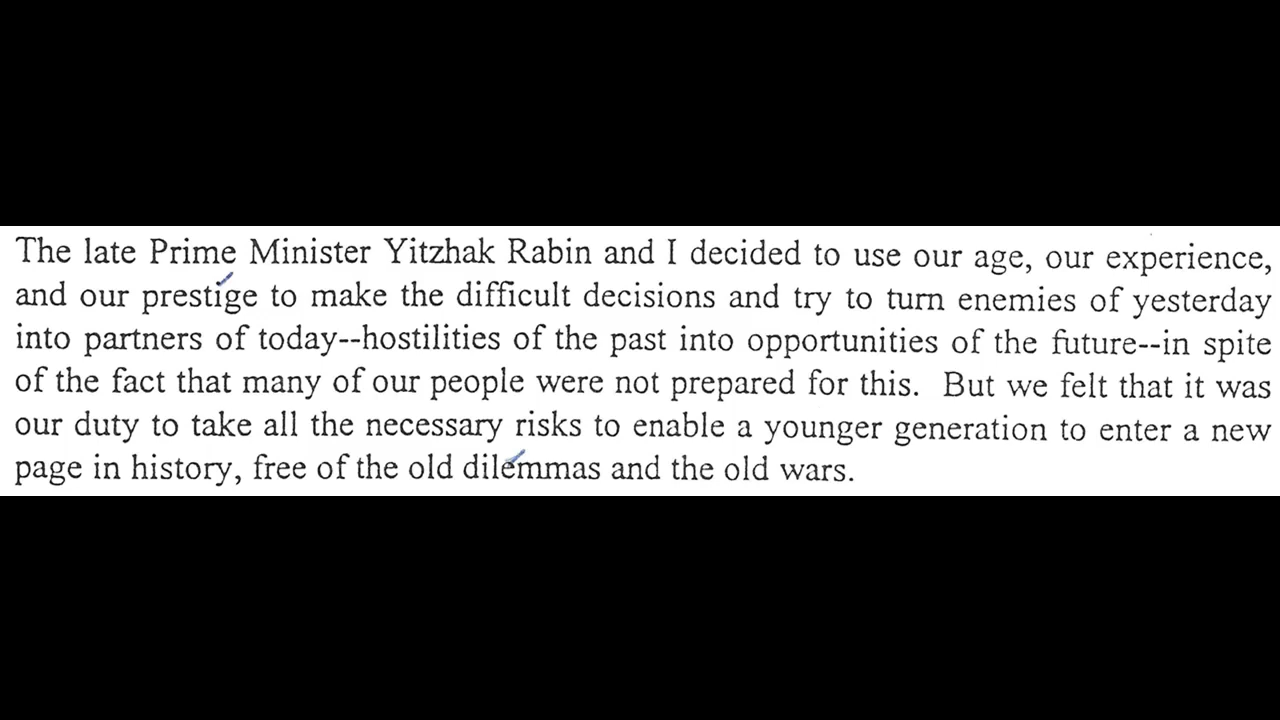 The late Prime Minister Yitzhak Rabin and I decided to use our age, our experience,
and our prestige to make the difficult decisions and try to turn enemies of yesterday
into partners of today--hostilities of the past into opportunities of the future--in spite
of the fact that many of our people were not prepared for this.  But we felt that it was
our duty to take all the necessary risks to enable a younger generation to enter a new
page in history, free of the old dilemmas and the old wars.